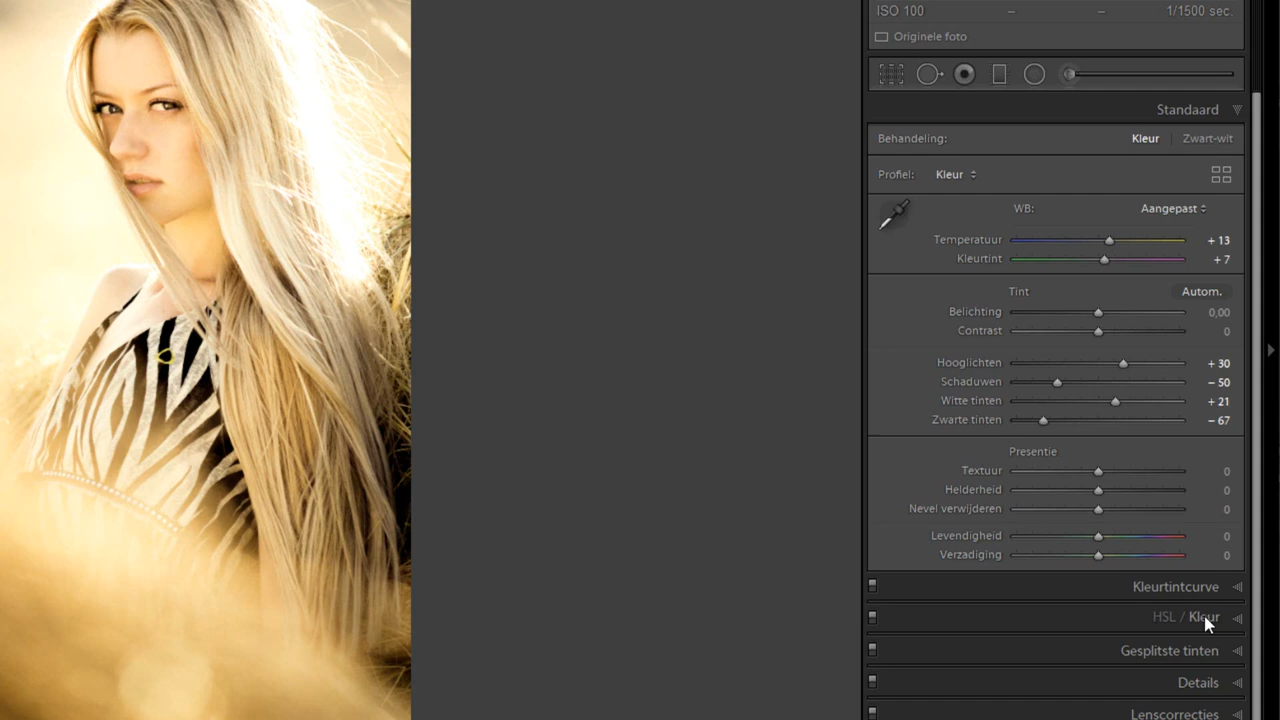 ISO 100 – – 1/1500 sec.
Originele foto
Standaard
Behandeling: Kleur Zwart-wit
Profiel: Kleur
WB: Aangepast
Temperatuur + 13
Kleurtint + 7
Tint Autom.
Belichting 0,00
Contrast 0
Hooglichten + 30
Schaduwen – 50
Witte tinten + 21
Zwarte tinten – 67
Presentie
Textuur 0
Helderheid 0
Nevel verwijderen 0
Levendigheid 0
Verzadiging 0
Kleurtintcurve
HSL / Kleur
Gesplitste tinten
Details
Lenscorrecties